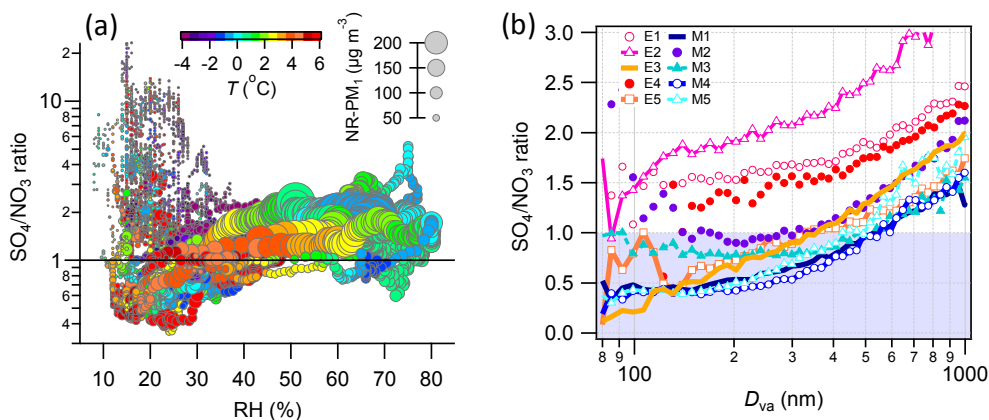 (a)
-4 -2 0 2 4 6
T (°C)
NR-PM₁ (µg m⁻³)
200
150
100
50
SO₄/NO₃ ratio
2
10
8
6
4
2
1
8
6
4
10 20 30 40 50 60 70 80
RH (%)
(b)
E1 M1
E2 M2
E3 M3
E4 M4
E5 M5
SO₄/NO₃ ratio
3.0
2.5
2.0
1.5
1.0
0.5
0.0
8 9 100 2 3 4 5 6 7 8 9 1000
Dva (nm)